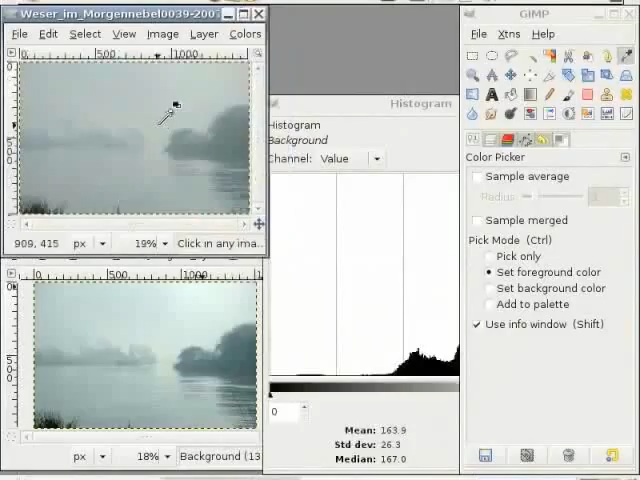 Weser_im_Morgennebel0039-200
File Edit Select View Image Layer Colors
0 500 1000
909, 415 px 19% Click in any ima...
0 500 1000
px 18% Background (13
Histogram
Histogram
Background
Channel: Value
0
Mean: 163.9
Std dev: 26.3
Median: 167.0
GIMP
File Xtns Help
Color Picker
Sample average
Radius:
Sample merged
Pick Mode (Ctrl)
Pick only
Set foreground color
Set background color
Add to palette
Use info window (Shift)